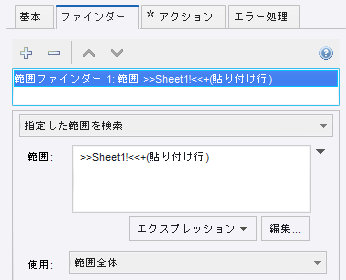 基本 ファインダー * アクション エラー処理
範囲ファインダー 1: 範囲 >>Sheet1!<<+(貼り付け行)
指定した範囲を検索
範囲: >>Sheet1!<<+(貼り付け行)
エクスプレッション 編集...
使用: 範囲全体